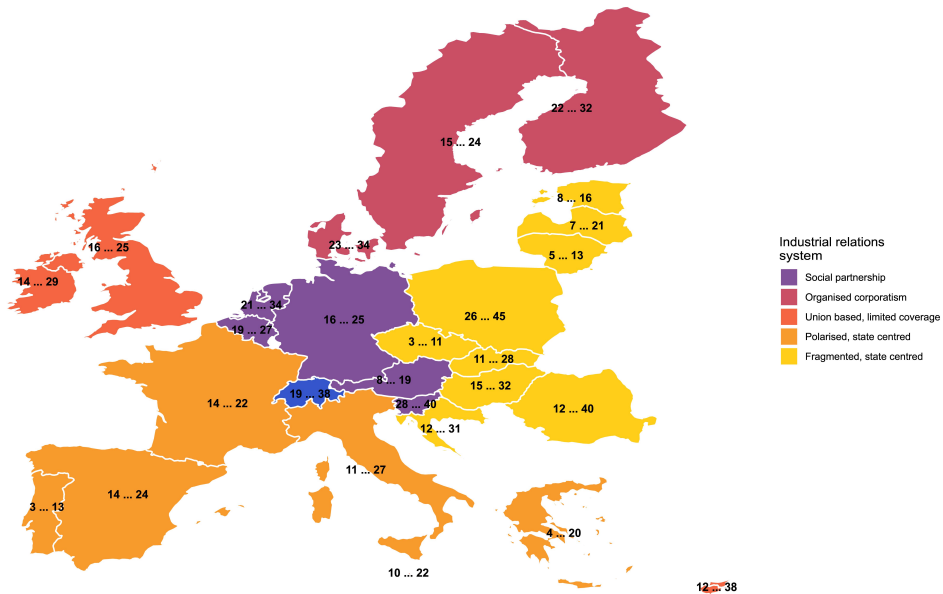 22 ... 32
15 ... 24
8 ... 16
7 ... 21
23 ... 34
16 ... 25
5 ... 13
14 ... 29
21 ... 34
19 ... 27
16 ... 25
26 ... 45
3 ... 11
11 ... 28
8 ... 19
15 ... 32
19 ... 38
28 ... 40
14 ... 22
12 ... 40
12 ... 31
11 ... 27
14 ... 24
3 ... 13
4 ... 20
10 ... 22
12 ... 38
Industrial relations
system
Social partnership
Organised corporatism
Union based, limited coverage
Polarised, state centred
Fragmented, state centred